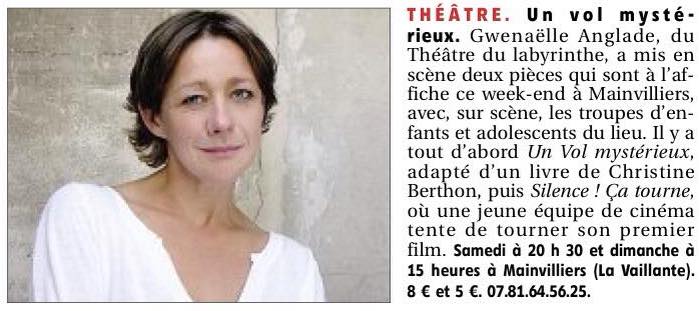 THÉÂTRE. Un vol mysté-
rieux. Gwenaëlle Anglade, du
Théâtre du labyrinthe, a mis en
scène deux pièces qui sont à l'af-
fiche ce week-end à Mainvilliers,
avec, sur scène, les troupes d'en-
fants et adolescents du lieu. Il y a
tout d'abord Un Vol mystérieux,
adapté d'un livre de Christine
Berthon, puis Silence ! Ça tourne,
où une jeune équipe de cinéma
tente de tourner son premier
film. Samedi à 20 h 30 et dimanche à
15 heures à Mainvilliers (La Vaillante).
8 € et 5 €. 07.81.64.56.25.